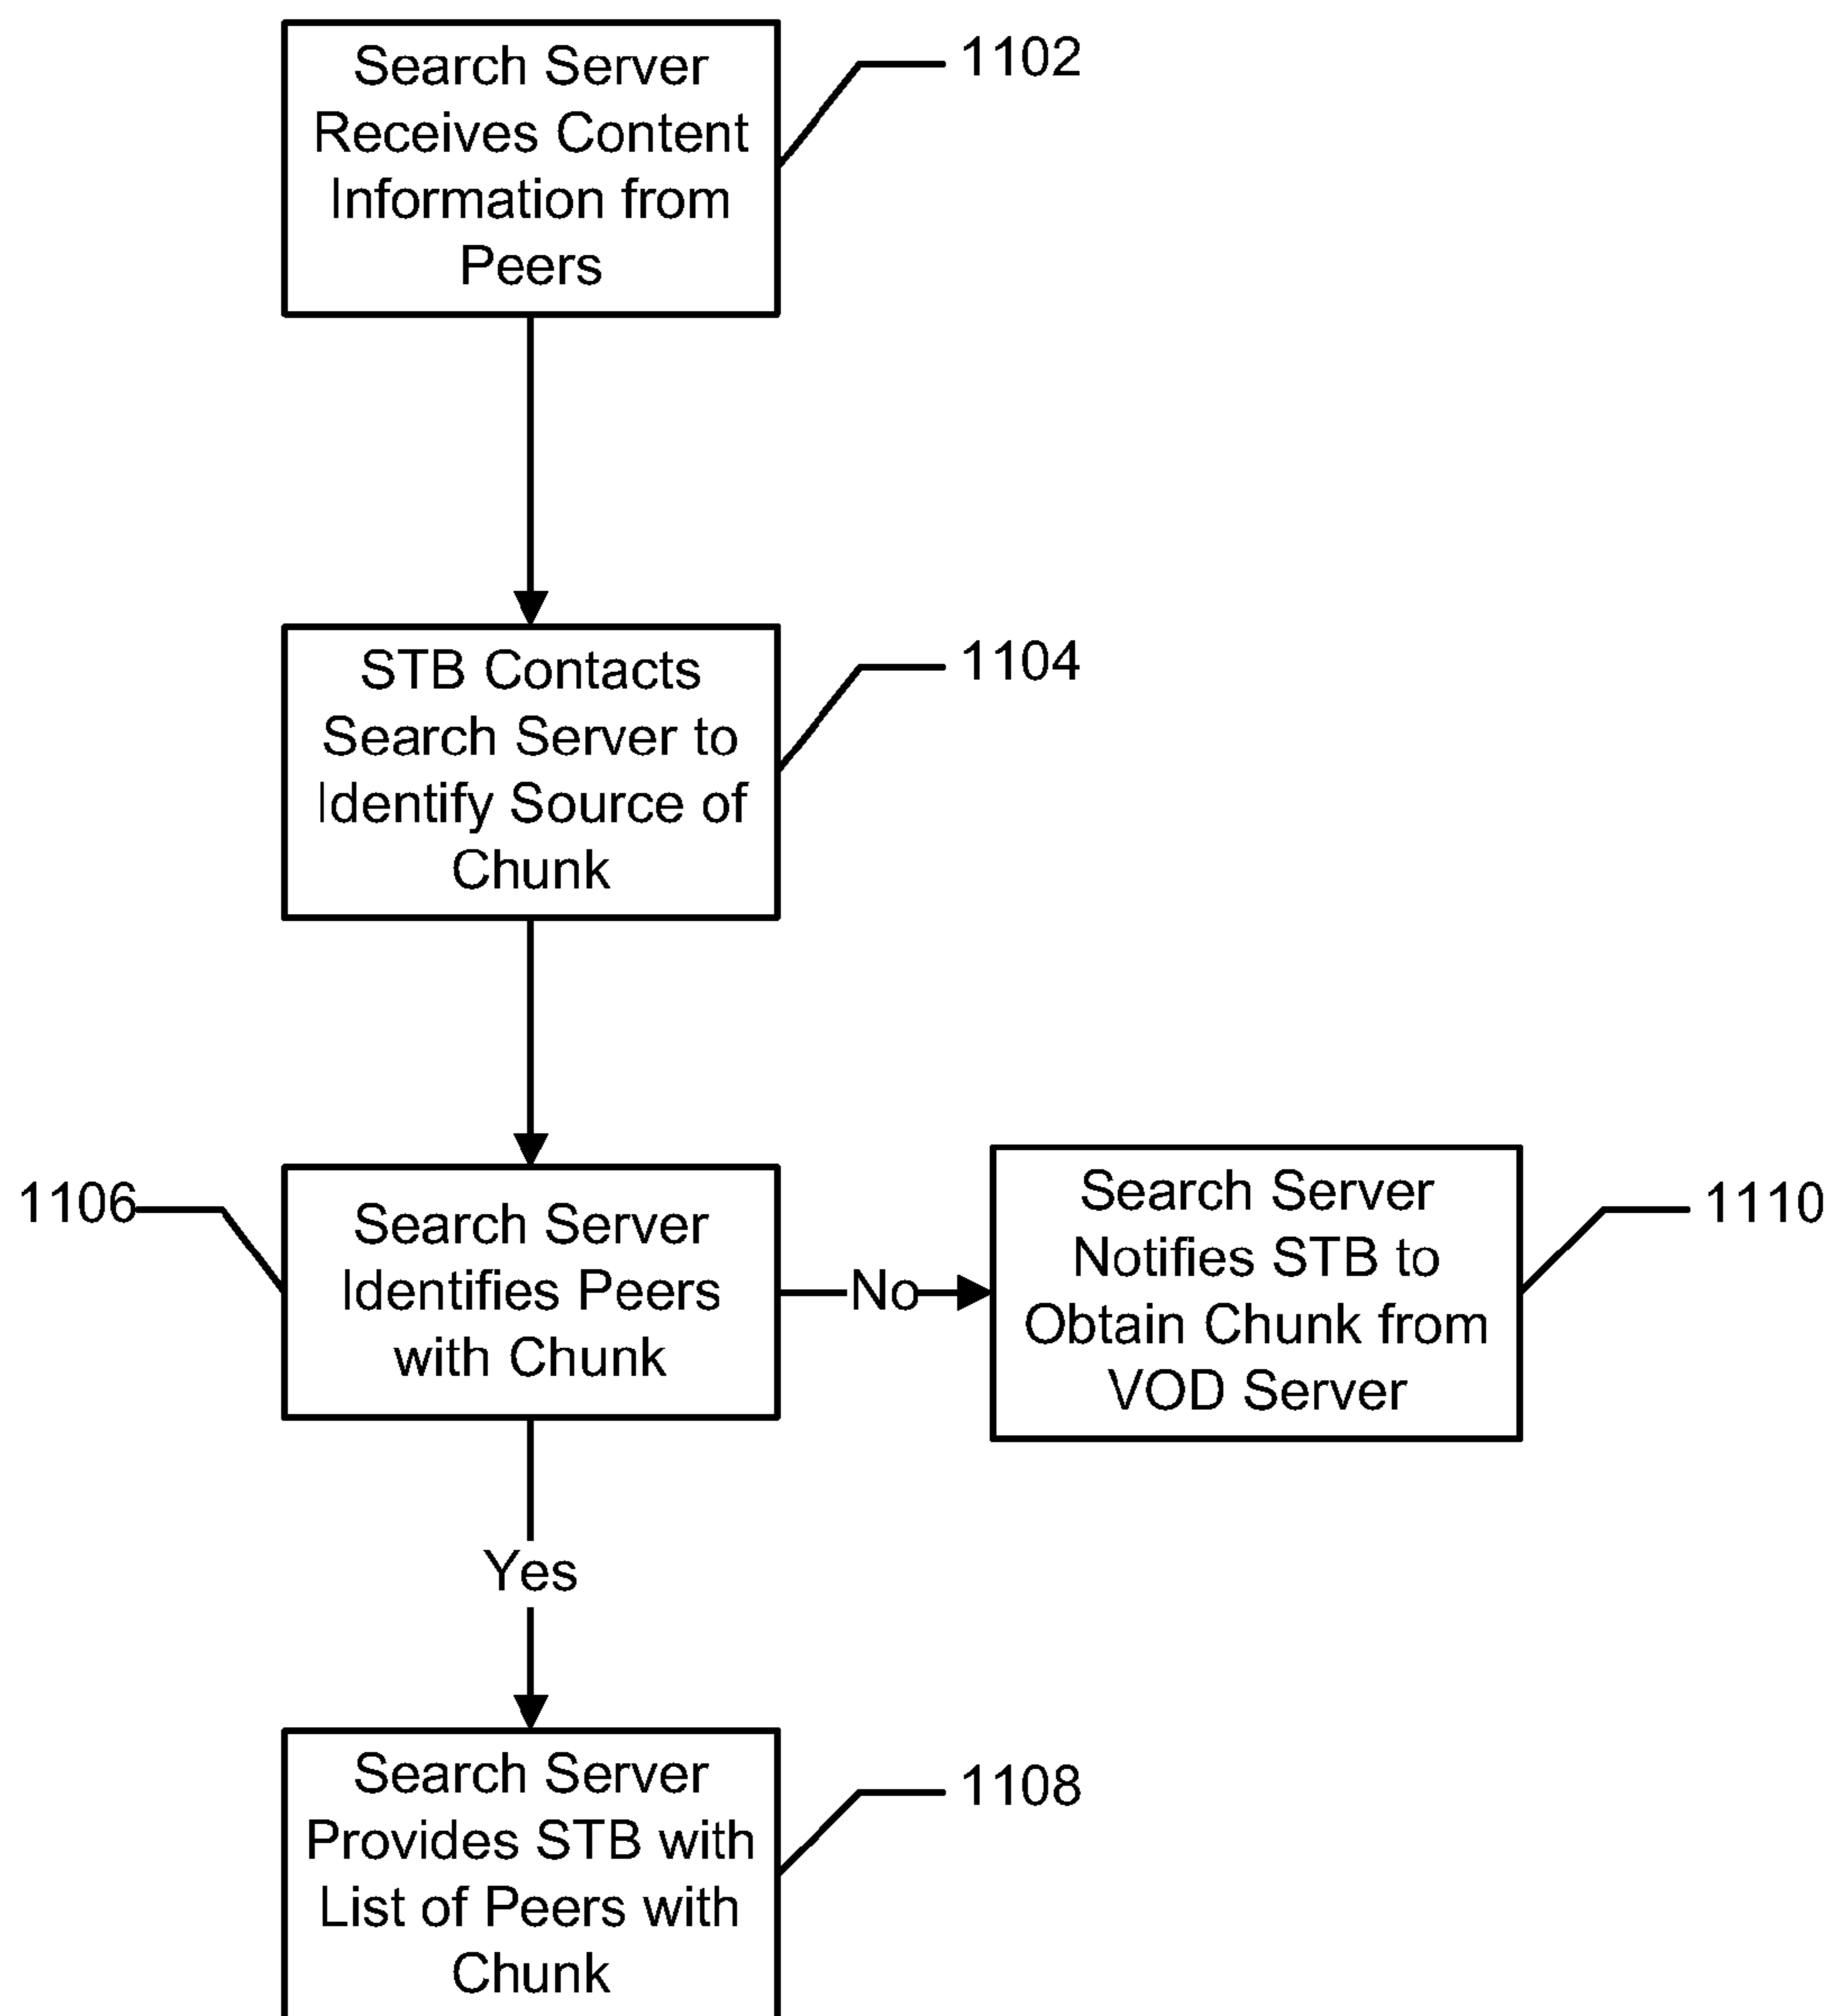 Search Server
Receives Content
Information from
Peers
1102
STB Contacts
Search Server to
Identify Source of
Chunk
1104
1106
Search Server
Identifies Peers
with Chunk
No
Search Server
Notifies STB to
Obtain Chunk from
VOD Server
1110
Yes
Search Server
Provides STB with
List of Peers with
Chunk
1108